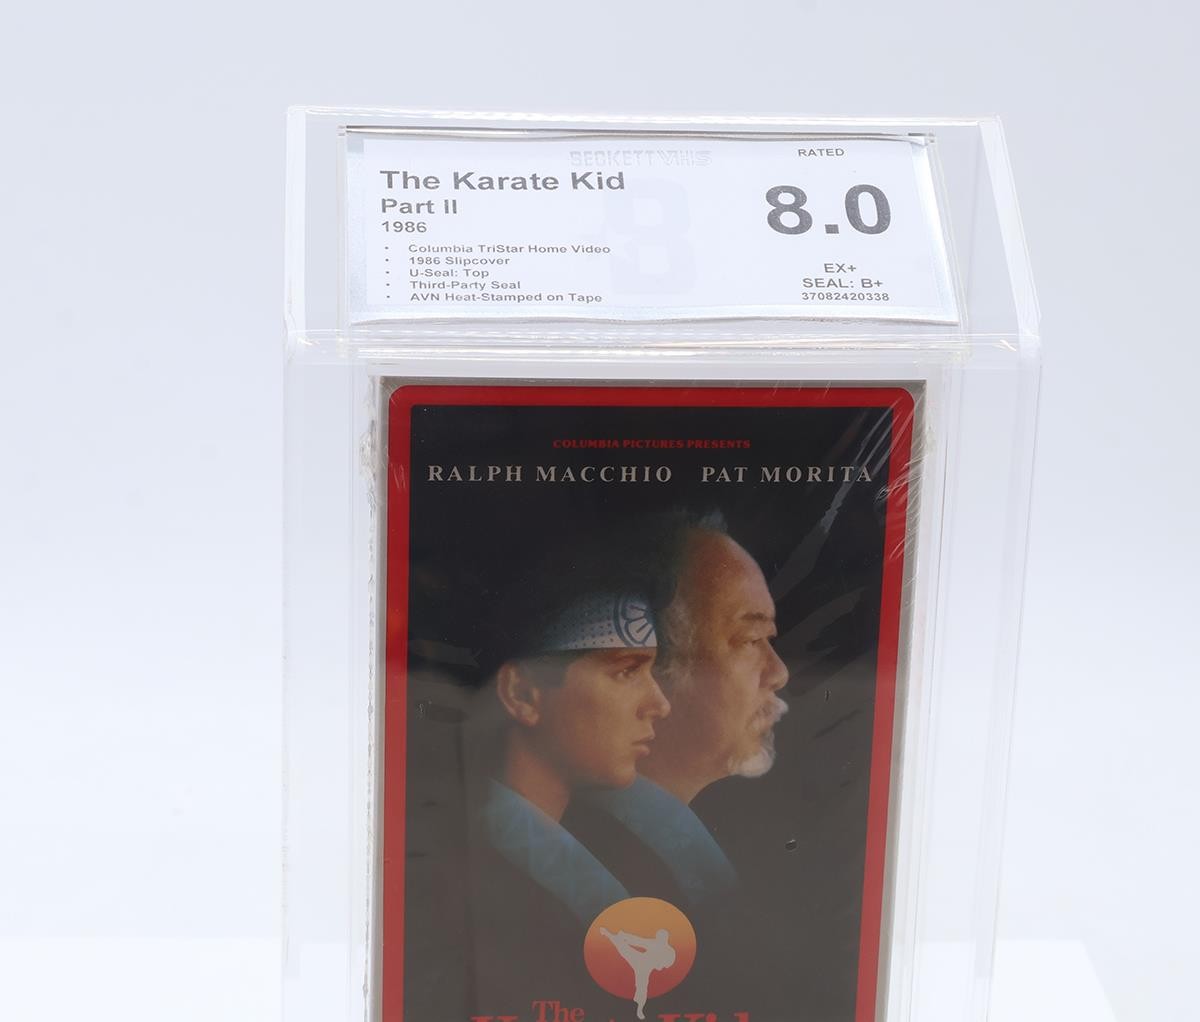 BECKETT VHS
RATED
The Karate Kid
Part II
1986
8.0
• Columbia TriStar Home Video
• 1986 Slipcover
• U-Seal: Top
• Third-Party Seal
• AVN Heat-Stamped on Tape
EX+
SEAL: B+
37082420338
COLUMBIA PICTURES PRESENTS
RALPH MACCHIO PAT MORITA
The